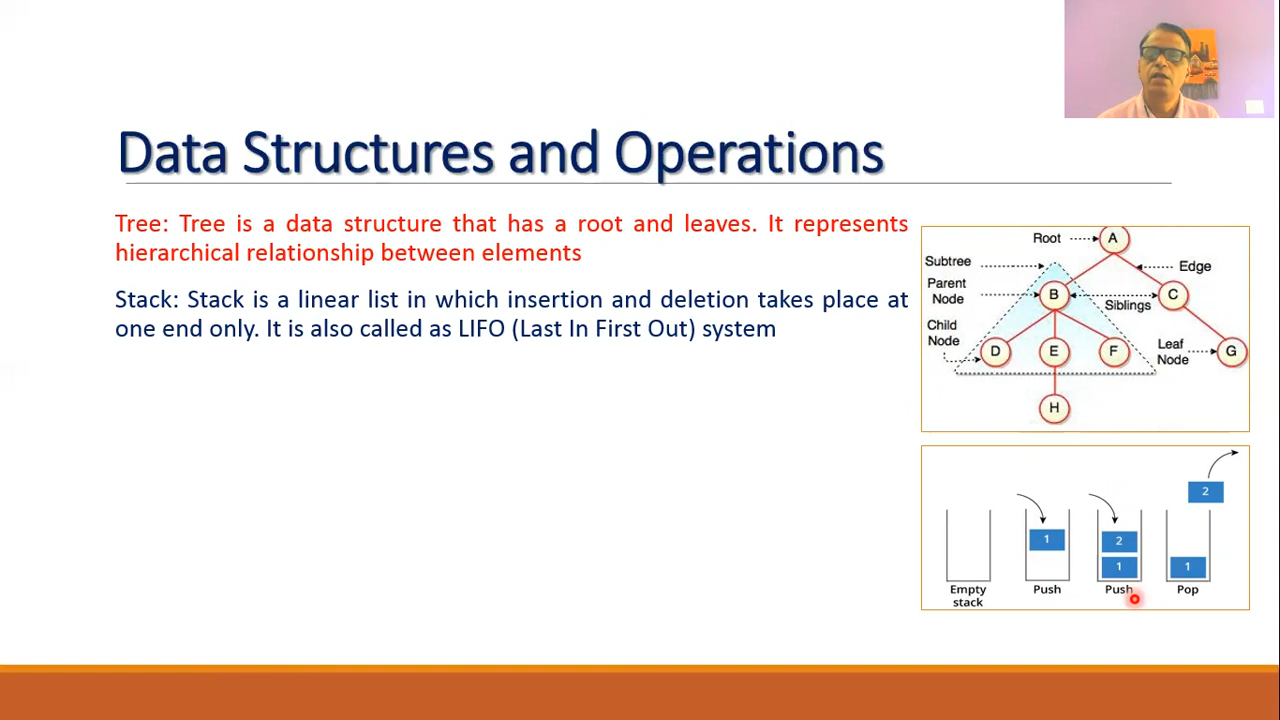 Data Structures and Operations
Tree: Tree is a data structure that has a root and leaves. It represents
hierarchical relationship between elements
Stack: Stack is a linear list in which insertion and deletion takes place at
one end only. It is also called as LIFO (Last In First Out) system
Root
A
Subtree
Edge
Parent
Node
B
Siblings
C
Child
Node
D
E
F
Leaf
Node
G
H
2
1
2
1
1
Empty
stack
Push
Push
Pop